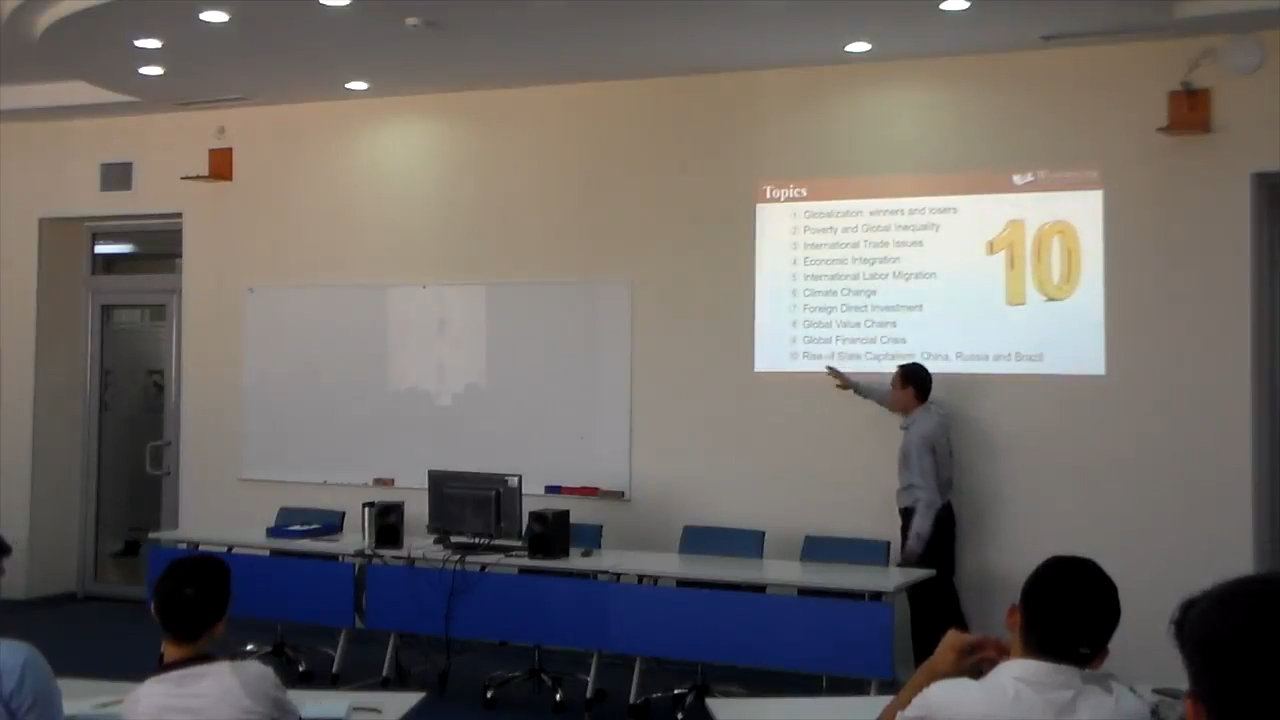 Topics
1 Globalization: winners and losers
2 Poverty and Global Inequality
3 International Trade Issues
4 Economic Integration
5 International Labor Migration
6 Climate Change
7 Foreign Direct Investment
8 Global Value Chains
9 Global Financial Crisis
10 Rise of State Capitalism: China, Russia and Brazil
10